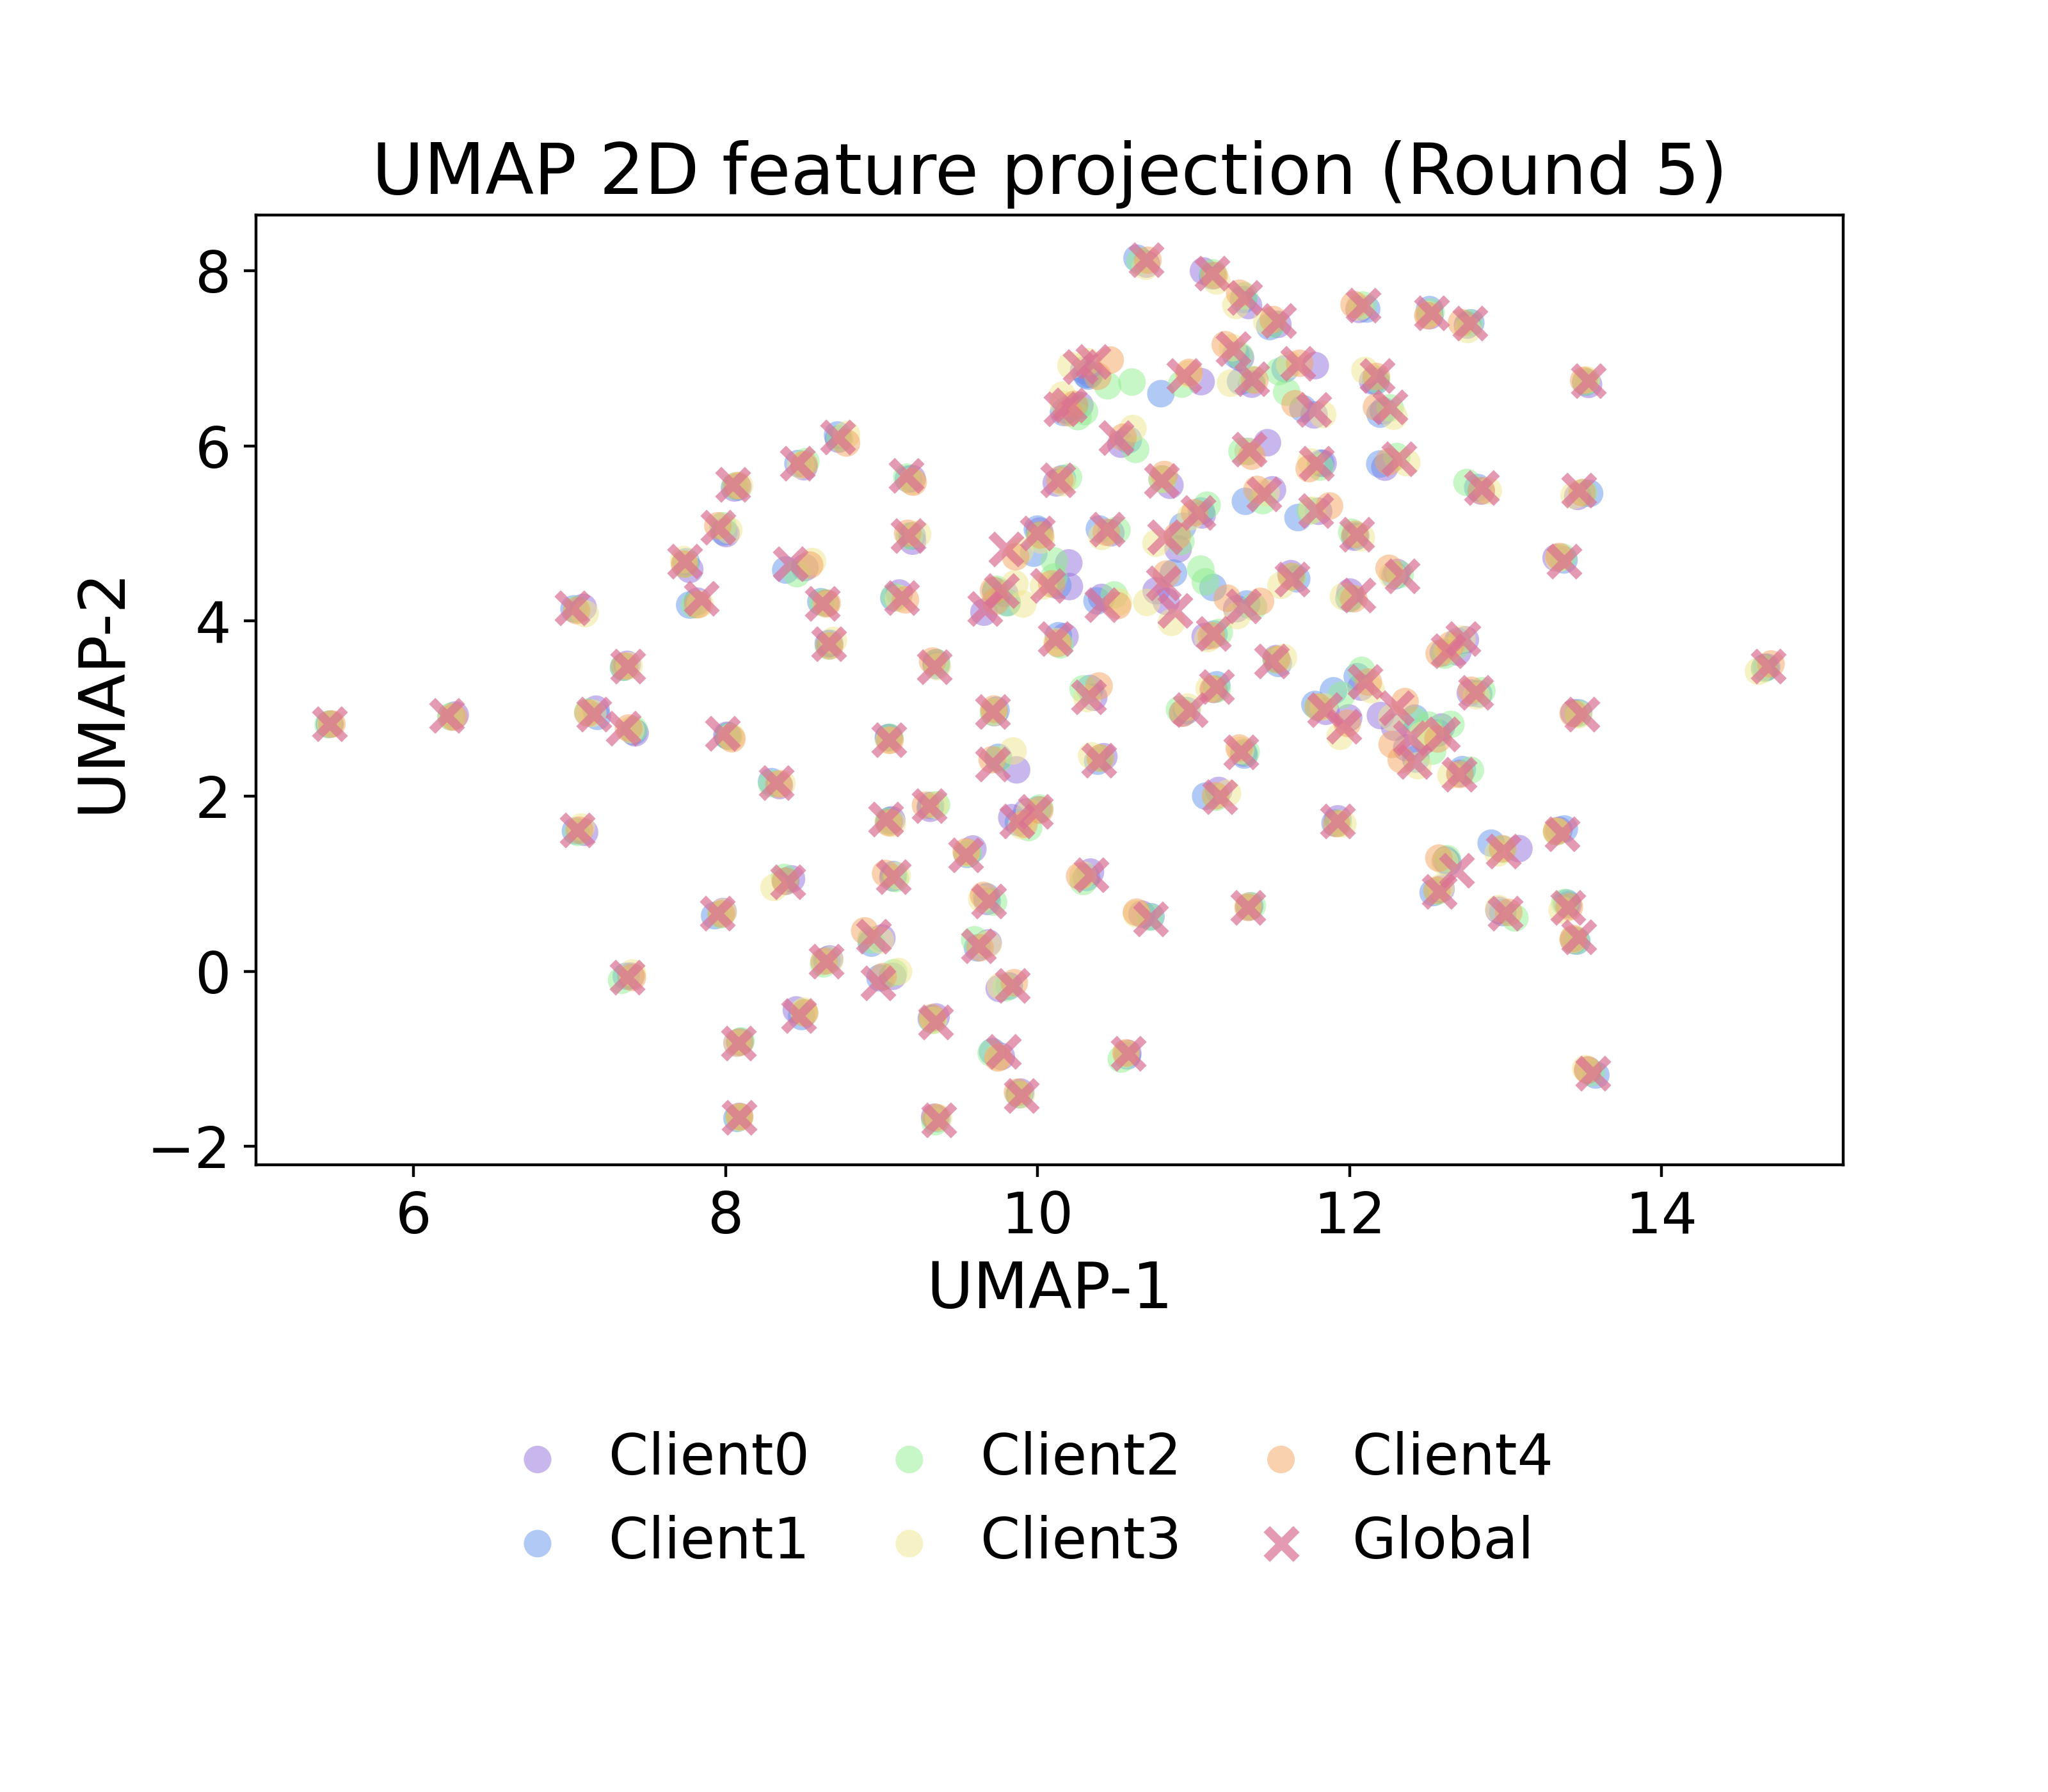 UMAP 2D feature projection (Round 5)
8
6
4
2
0
−2
UMAP-2
6 8 10 12 14
UMAP-1
Client0 Client2 Client4
Client1 Client3 Global